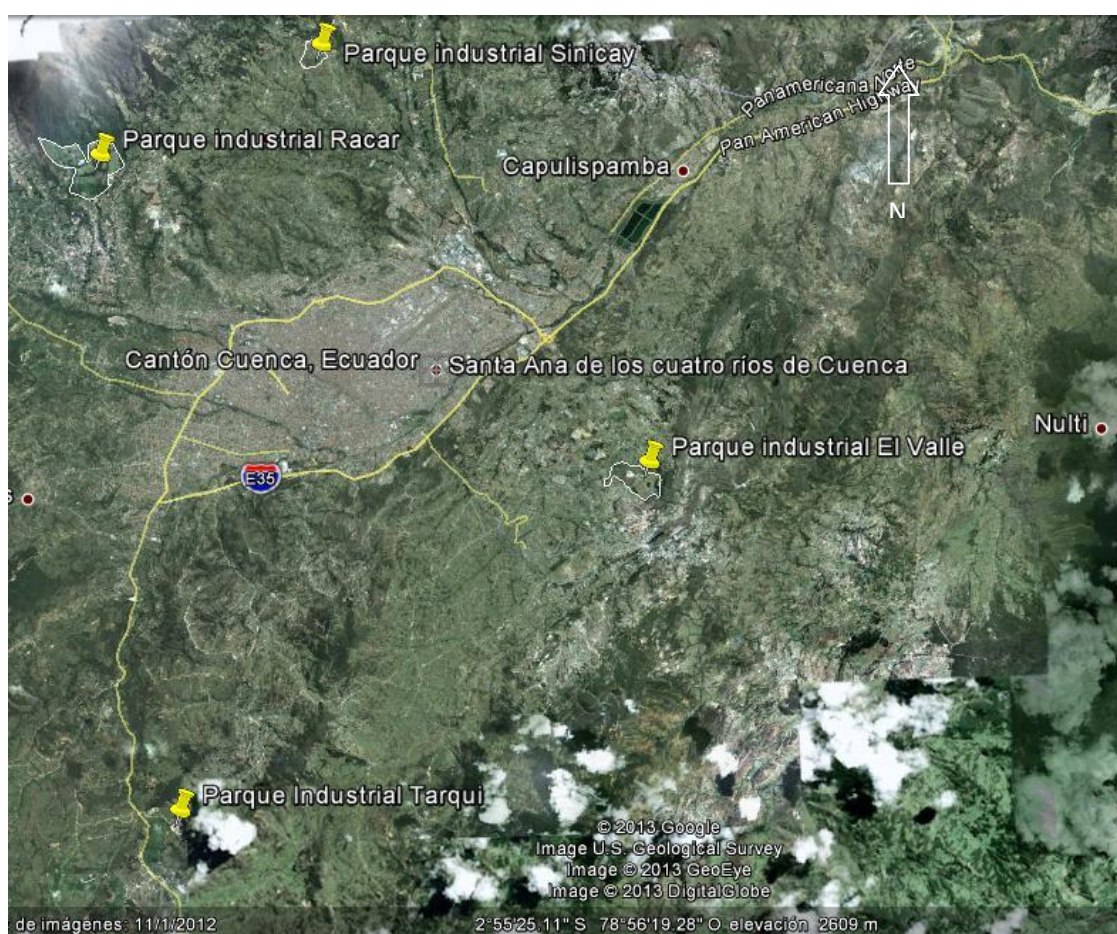 Parque industrial Sinicay
Panamericana Norte
Pan American Highway
Parque industrial Racar
Capulispamba
N
Cantón Cuenca, Ecuador
Santa Ana de los cuatro ríos de Cuenca
Nulti
Parque industrial El Valle
E35
s
Parque Industrial Tarqui
© 2013 Google
Image U.S. Geological Survey
Image © 2013 GeoEye
Image © 2013 DigitalGlobe
de imágenes: 11/1/2012
2°55'25,11" S 78°56'19.28" O elevación 2609 m